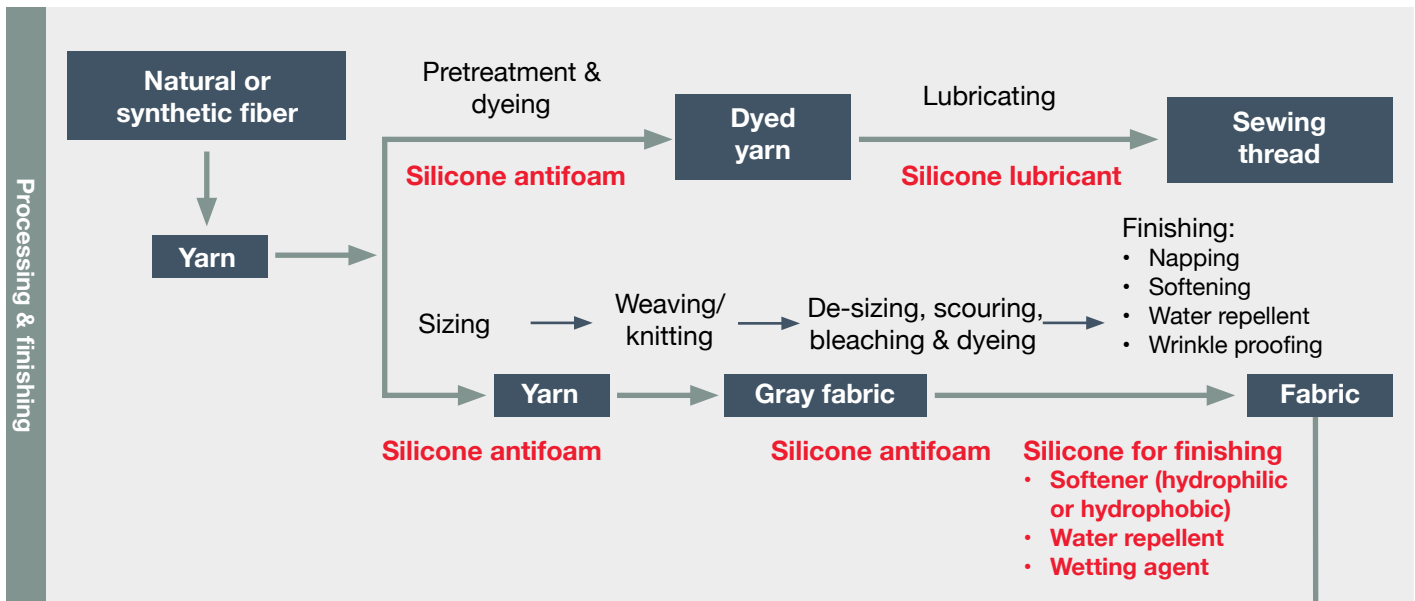 Processing & finishing
Natural or
synthetic fiber
Yarn
Pretreatment &
dyeing
Silicone antifoam
Dyed
yarn
Lubricating
Silicone lubricant
Sewing
thread
Sizing
Weaving/
knitting
De-sizing, scouring,
bleaching & dyeing
Finishing:
• Napping
• Softening
• Water repellent
• Wrinkle proofing
Yarn
Gray fabric
Fabric
Silicone antifoam
Silicone antifoam
Silicone for finishing
• Softener (hydrophilic
or hydrophobic)
• Water repellent
• Wetting agent